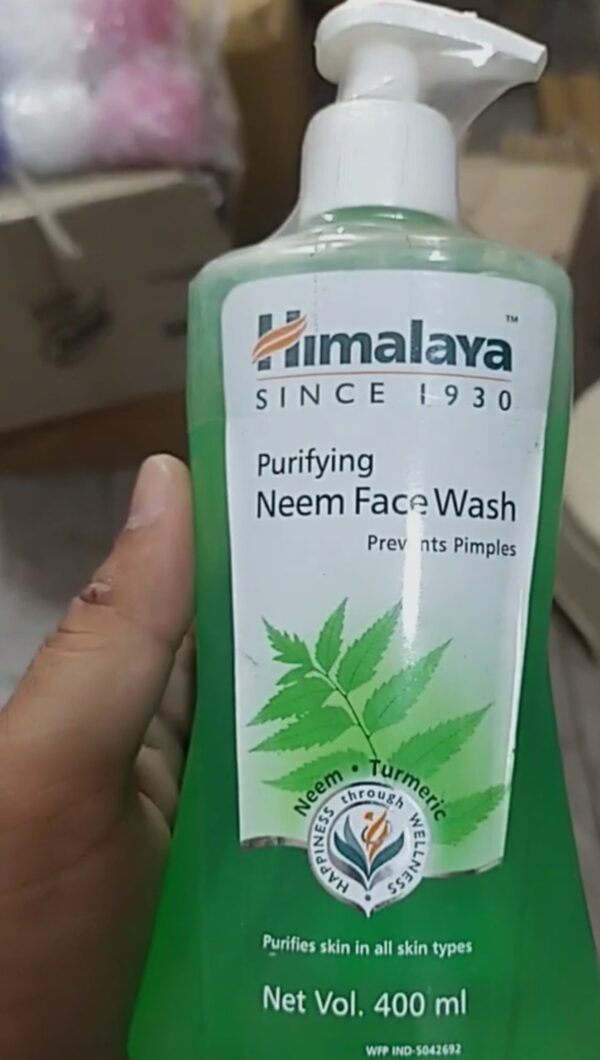 Himalaya™
SINCE 1930
Purifying
Neem Face Wash
Prevents Pimples
Neem • Turmeric
HAPPINESS through WELLNESS
Purifies skin in all skin types
Net Vol. 400 ml
WFP IND-5042692